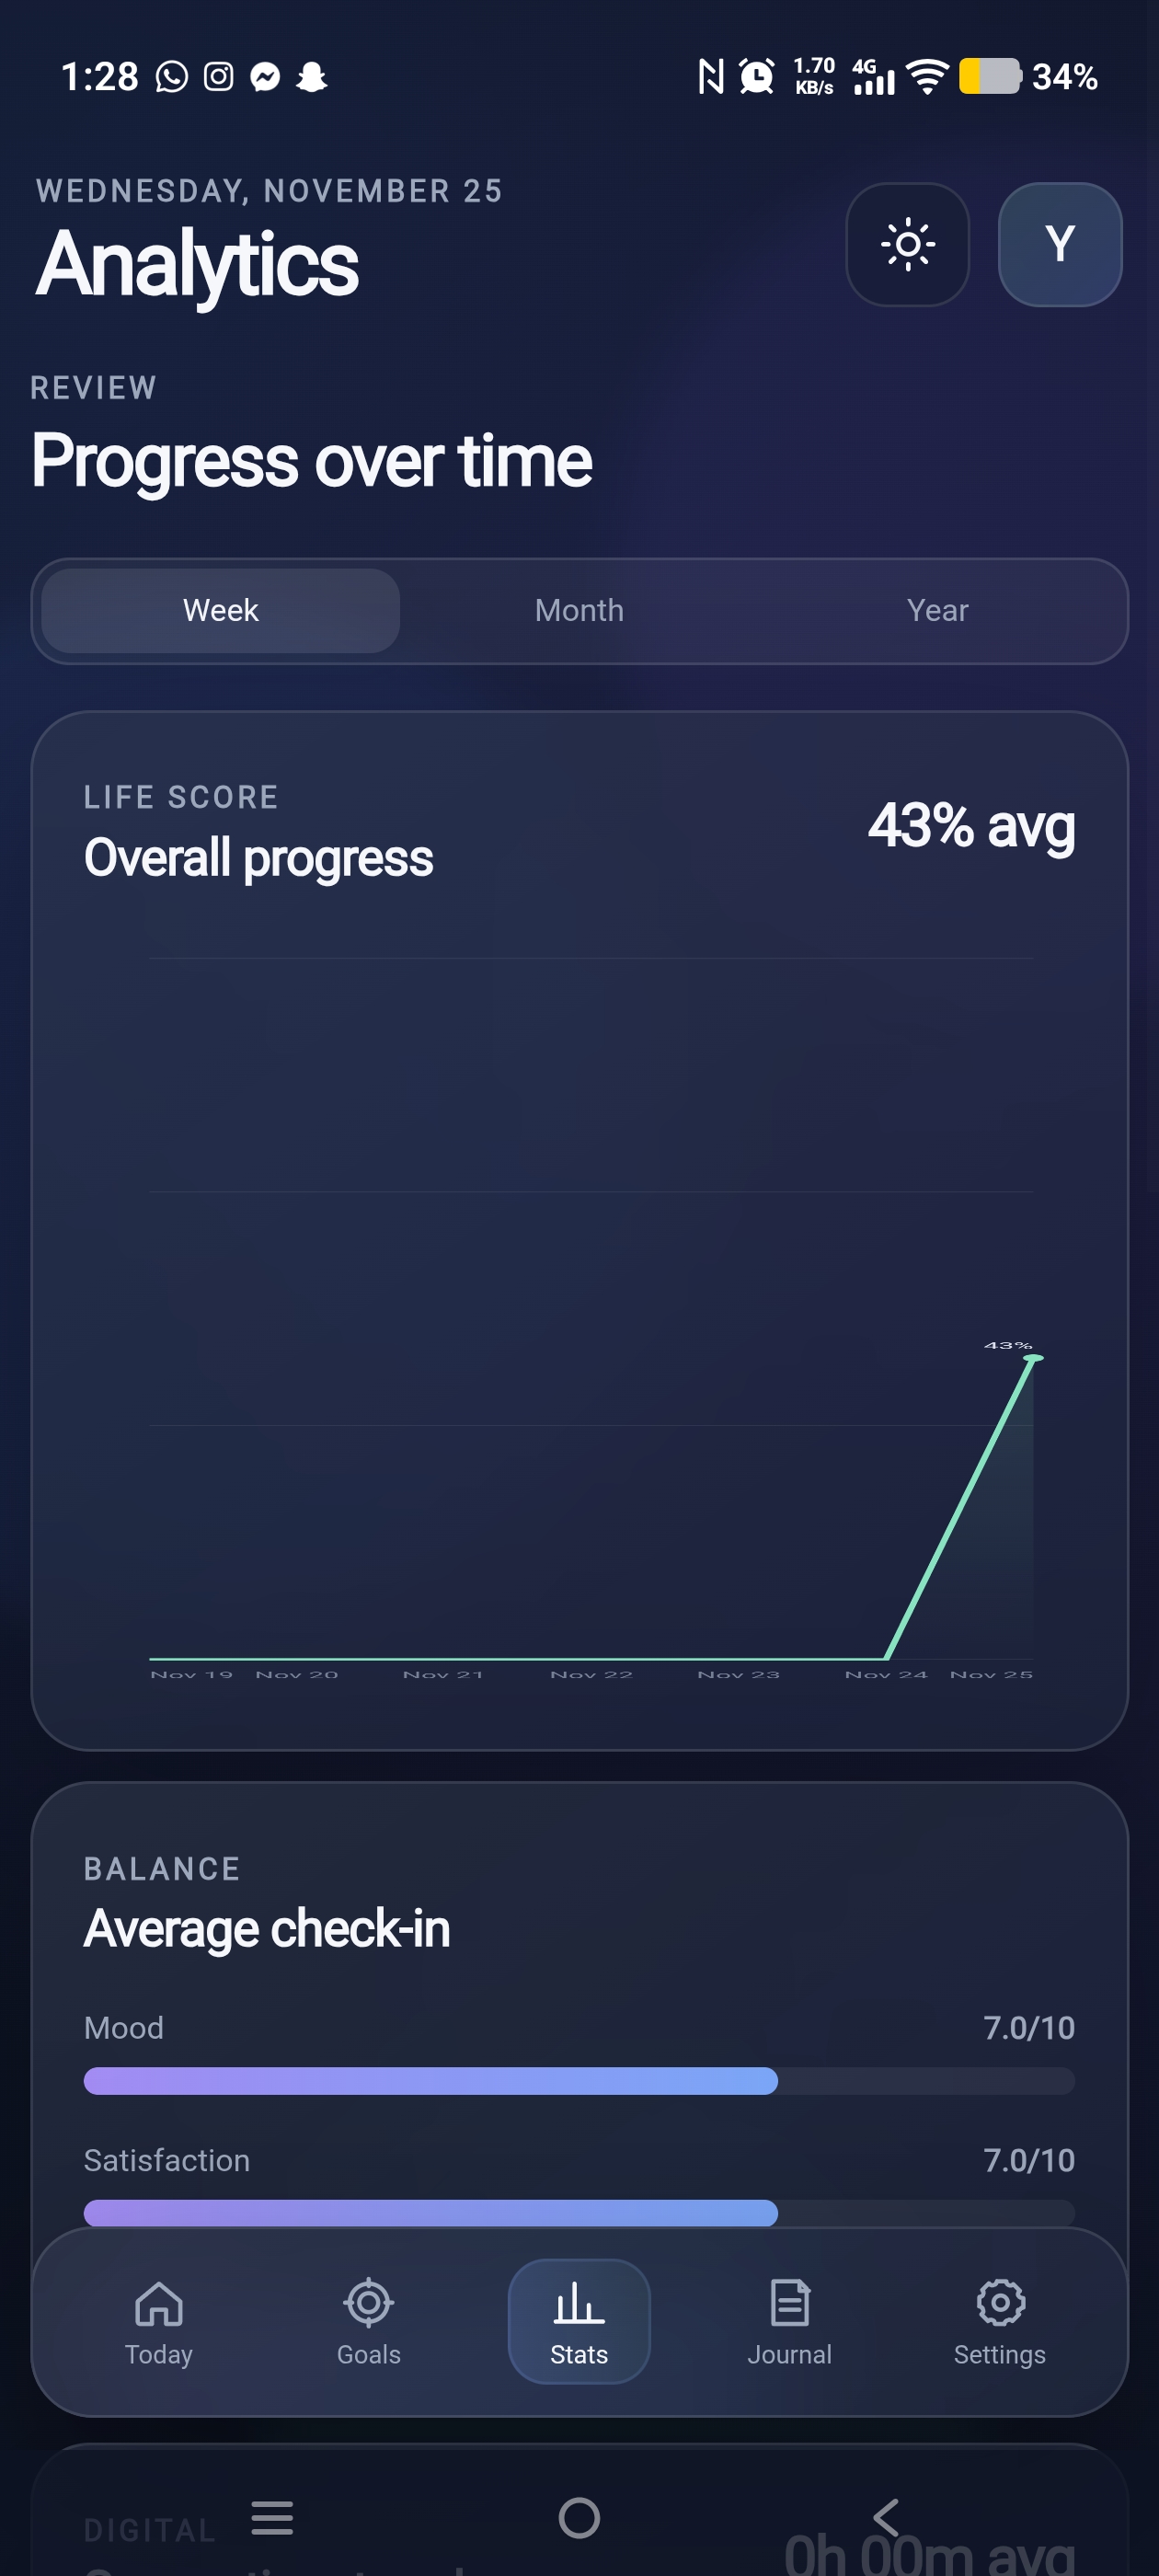 1:28 1.70 KB/s 4G 34%
WEDNESDAY, NOVEMBER 25
Analytics
Y
REVIEW
Progress over time
Week Month Year
LIFE SCORE
Overall progress
43% avg
43%
Nov 19 Nov 20 Nov 21 Nov 22 Nov 23 Nov 24 Nov 25
BALANCE
Average check-in
Mood 7.0/10
Satisfaction 7.0/10
Today Goals Stats Journal Settings
DIGITAL
0h 00m avg